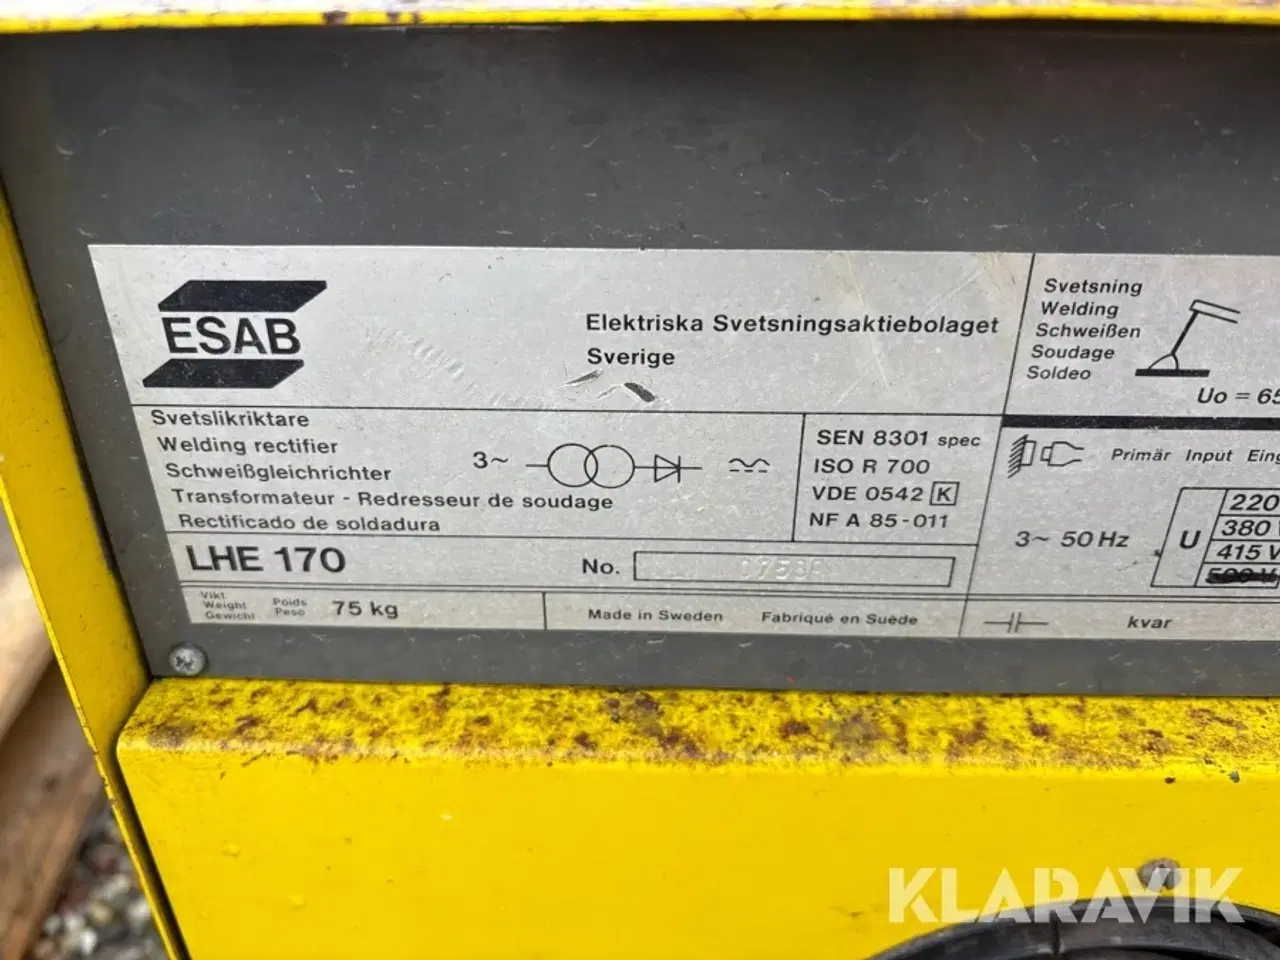 ESAB
Elektriska Svetsningsaktiebolaget
Sverige
Svetslikriktare
Welding rectifier
Schweißgleichrichter
Transformateur - Redresseur de soudage
Rectificado de soldadura
3~
SEN 8301 spec
ISO R 700
VDE 0542 K
NF A 85-011
LHE 170
No.
Vikt
Weight
Gewicht
Poids
Peso
75 kg
Made in Sweden Fabriqué en Suède
Svetsning
Welding
Schweißen
Soudage
Soldeo
Uo = 65
Primär Input
3~ 50 Hz
U
220
380 V
415 V
kvar
KLARAVIK